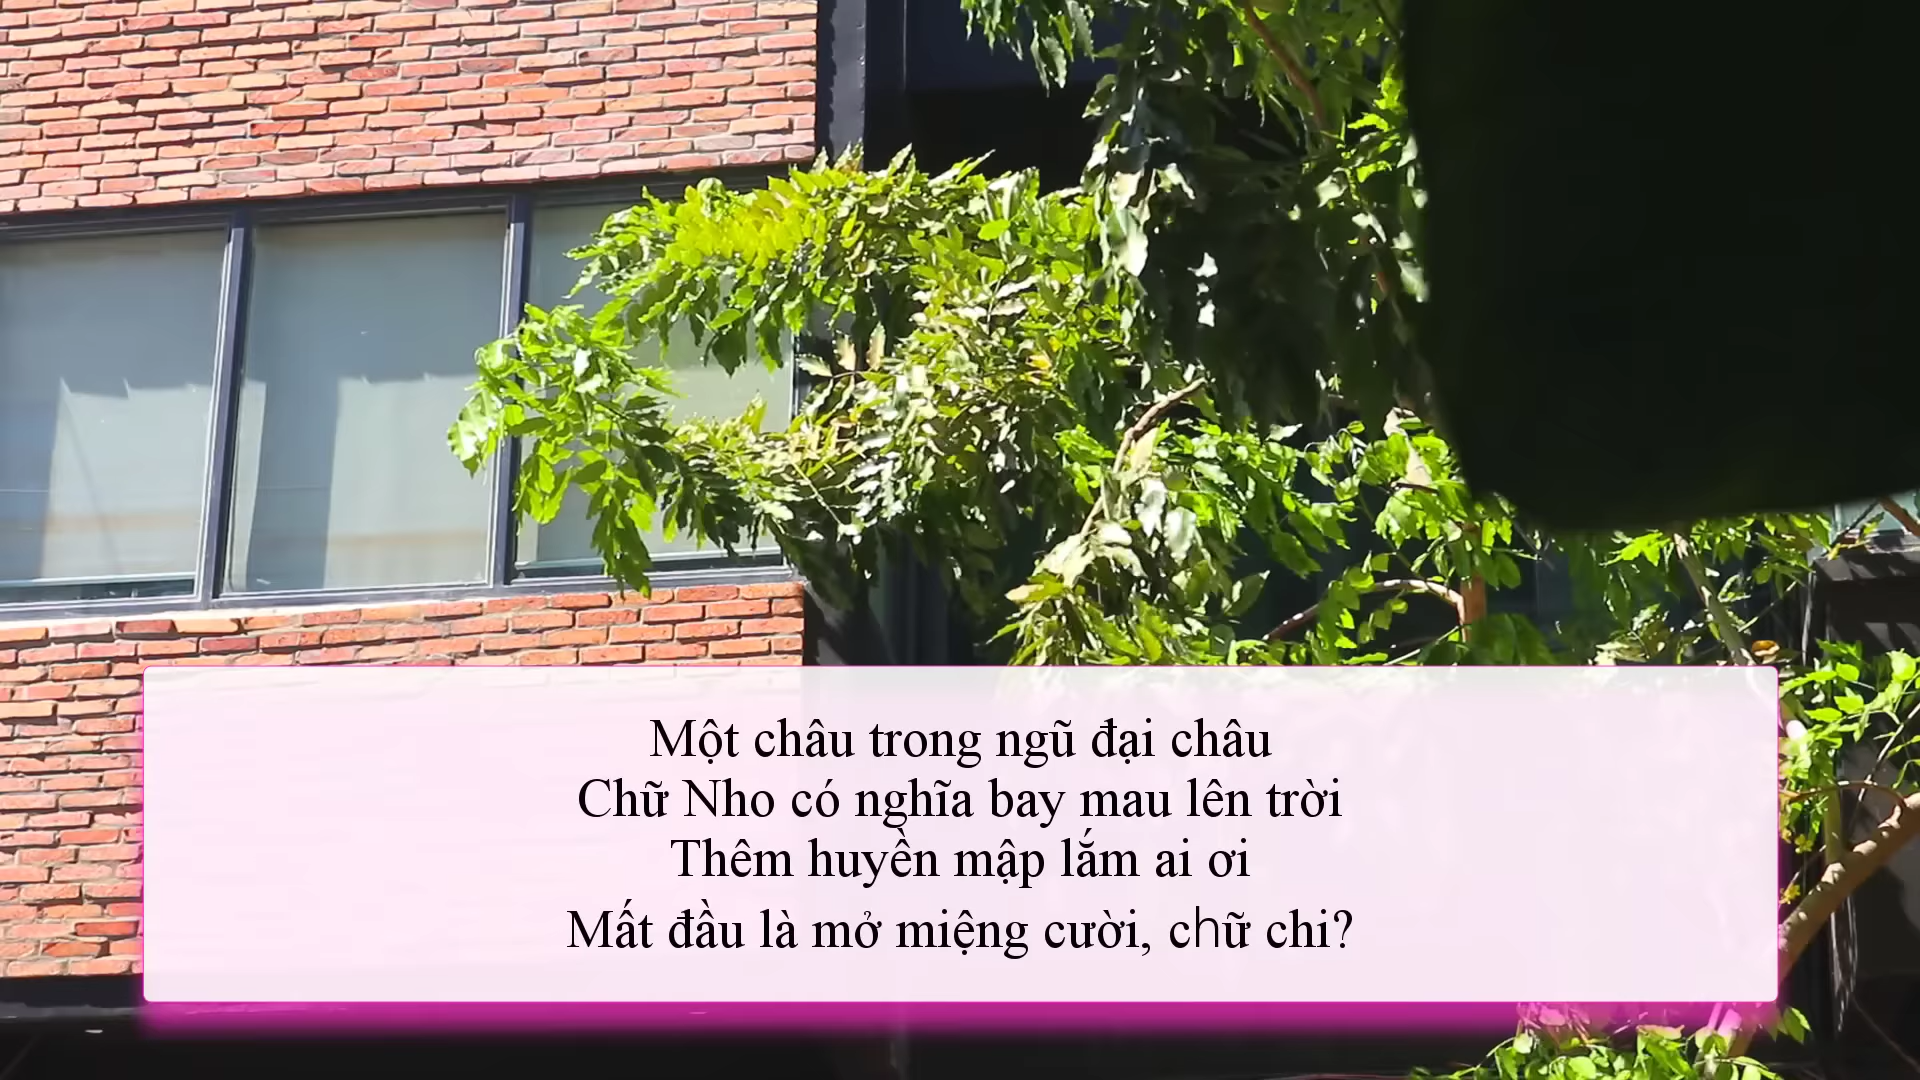 Một châu trong ngũ đại châu
Chữ Nho có nghĩa bay mau lên trời
Thêm huyền mập lắm ai ơi
Mất đầu là mở miệng cười, chữ chi?